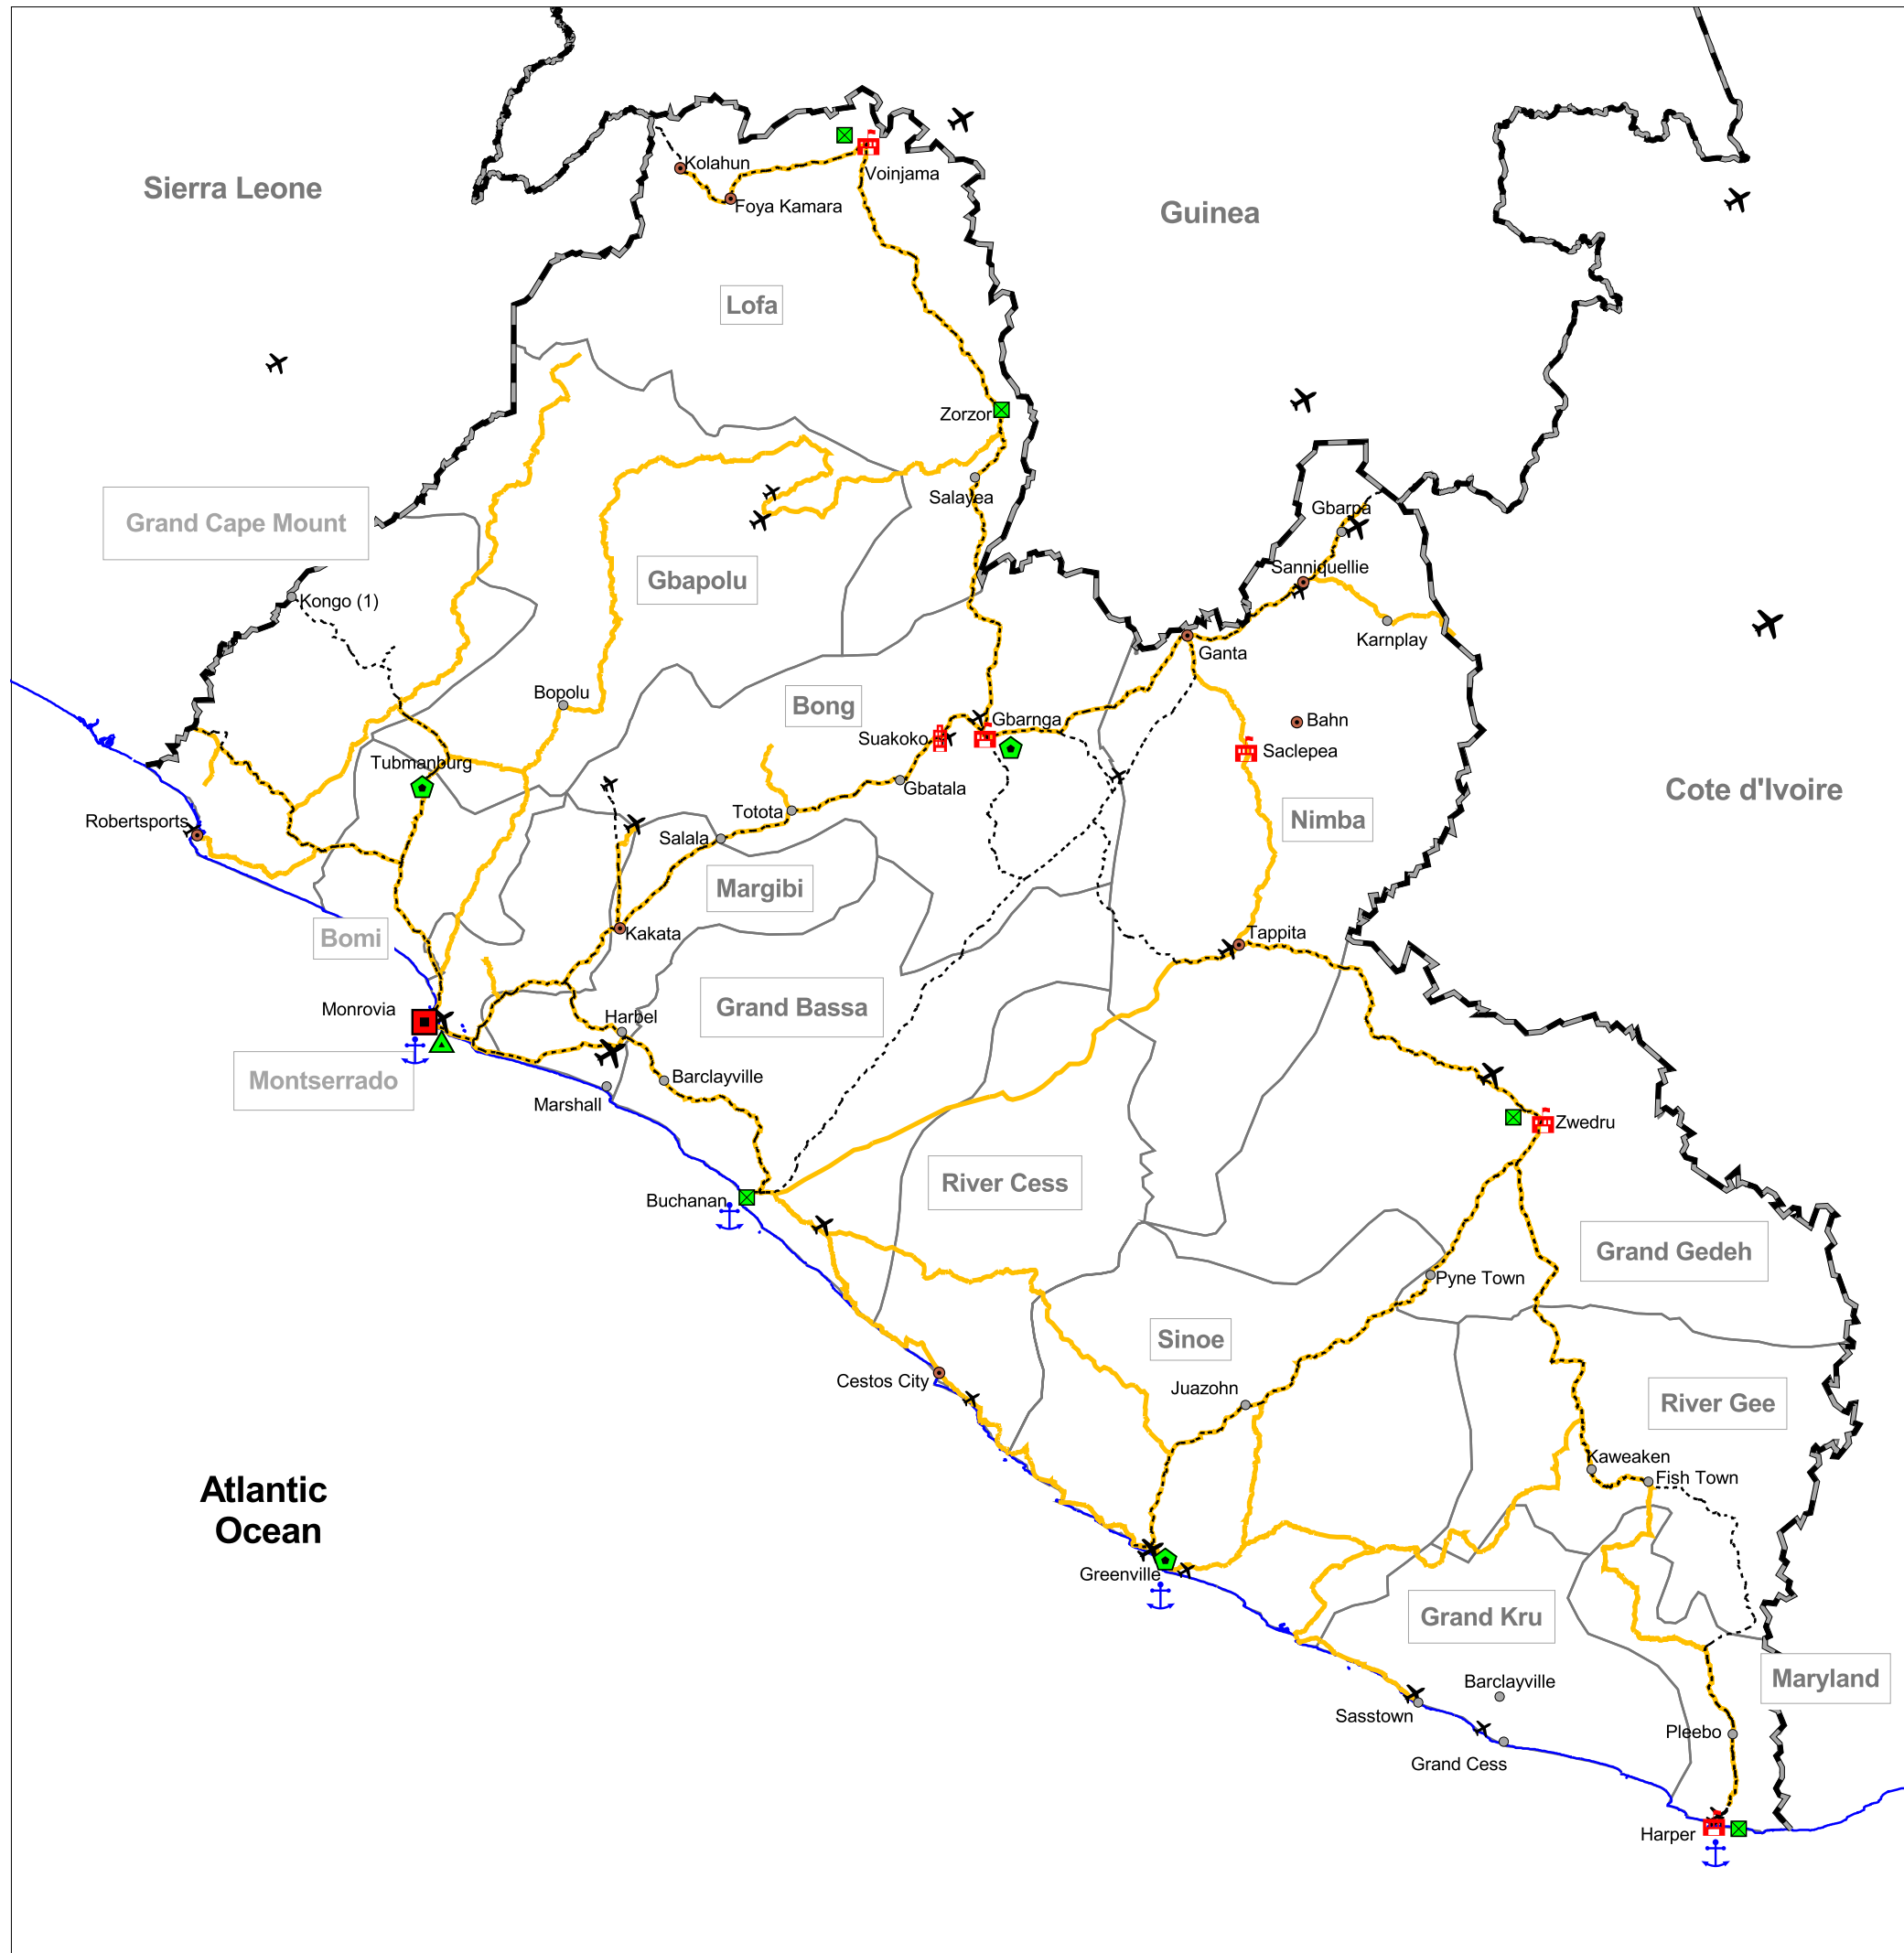 Kolahun
Voinjama
Sierra Leone
Foya Kamara
Guinea
Lofa
Zorzor
Salayea
Gbarpa
Grand Cape Mount
Sanniquellie
Gbapolu
Kongo (1)
Karnplay
Ganta
Bopolu
Bong
Gbarnga
Bahn
Suakoko
Saclepea
Tubmanburg
Gbatala
Cote d'Ivoire
Totota
Robertsports
Nimba
Salala
Margibi
Kakata
Tappita
Bomi
Monrovia
Grand Bassa
Harbel
Montserrado
Barclayville
Marshall
Zwedru
River Cess
Buchanan
Grand Gedeh
Pyne Town
Sinoe
Cestos City
Juazohn
River Gee
Kaweaken
Fish Town
Atlantic
Ocean
Greenville
Grand Kru
Maryland
Barclayville
Sasstown
Pleebo
Grand Cess
Harper